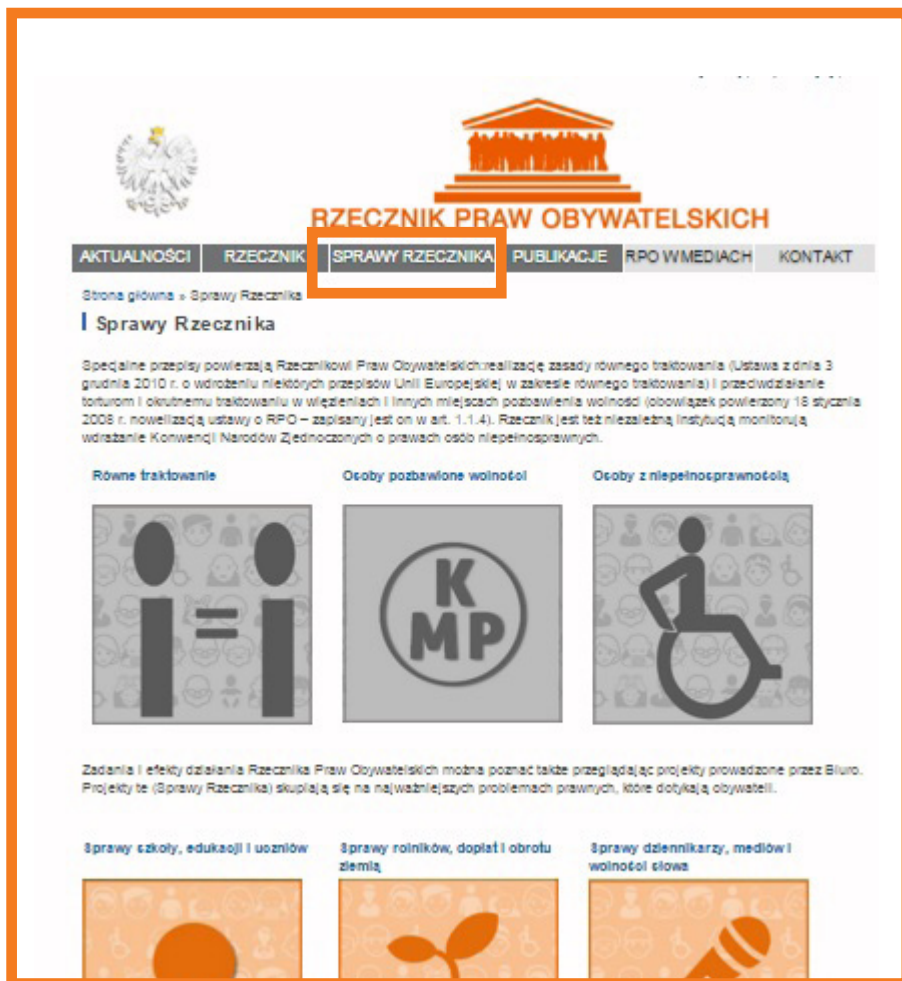 RZECZNIK PRAW OBYWATELSKICH
AKTUALNOŚCI RZECZNIK SPRAWY RZECZNIKA PUBLIKACJE RPO W MEDIACH KONTAKT
Strona główna » Sprawy Rzecznika
Sprawy Rzecznika
Specjalne przepisy powierzają Rzecznikowi Praw Obywatelskich:realizację zasady równego traktowania (Ustawa z dnia 3
grudnia 2010 r. o wdrożeniu niektórych przepisów Unii Europejskiej w zakresie równego traktowania) i przeciwdziałanie
torturom i okrutnemu traktowaniu w więzieniach i innych miejscach pozbawienia wolności (obowiązek powierzony 18 stycznia
2008 r. nowelizacją ustawy o RPO – zapisany jest on w art. 1.1.4). Rzecznik jest też niezależną instytucją monitorują
wdrażanie Konwencji Narodów Zjednoczonych o prawach osób niepełnosprawnych.
Równe traktowanie Osoby pozbawione wolności Osoby z niepełnosprawnością
K
MP
Zadania i efekty działania Rzecznika Praw Obywatelskich można poznać także przeglądając projekty prowadzone przez Biuro.
Projekty te (Sprawy Rzecznika) skupiają się na najważniejszych problemach prawnych, które dotykają obywateli.
Sprawy szkoły, edukacji i uczniów Sprawy rolników, dopłat i obrotu Sprawy dziennikarzy, mediów i
ziemią wolności słowa